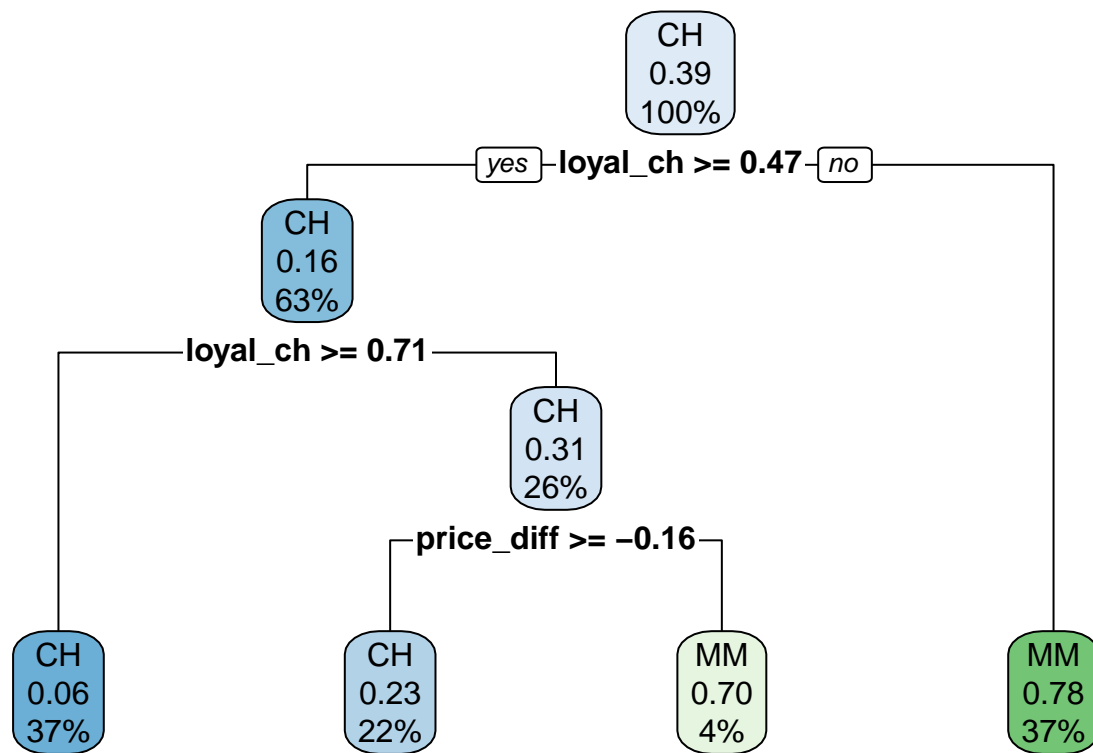 CH
0.39
100%
yes loyal_ch >= 0.47 no
CH
0.16
63%
loyal_ch >= 0.71
CH
0.31
26%
price_diff >= −0.16
CH
0.06
37%
CH
0.23
22%
MM
0.70
4%
MM
0.78
37%